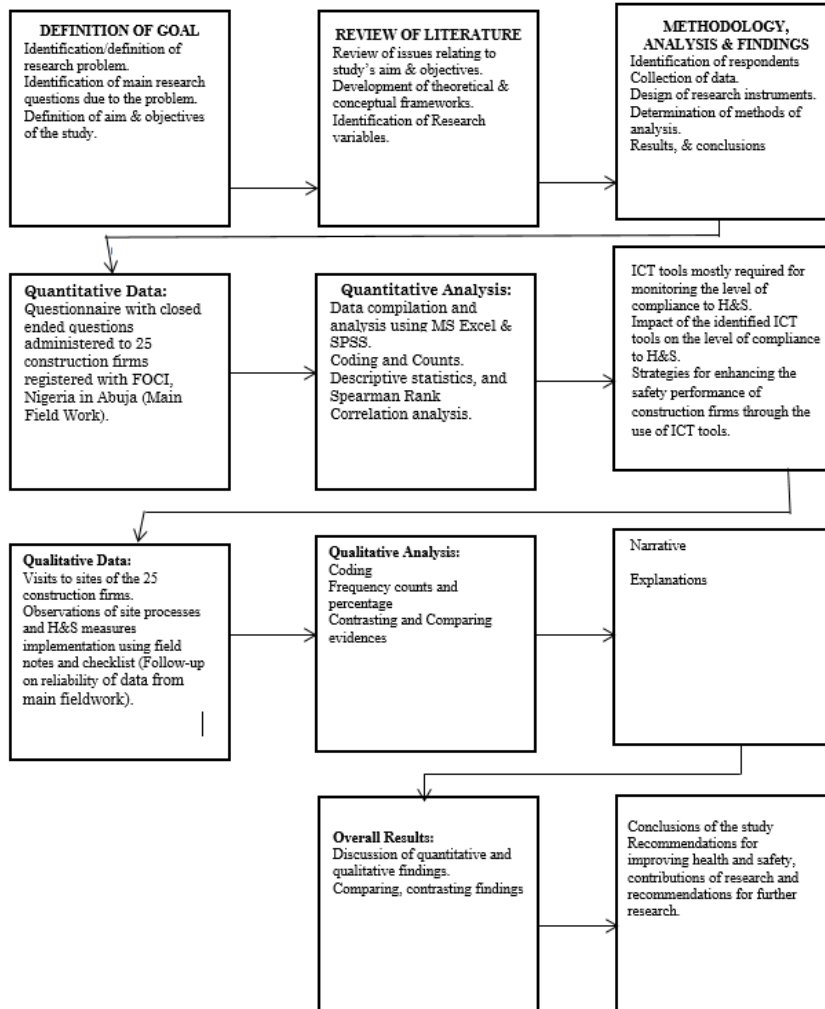 DEFINITION OF GOAL
Identification/definition of
research problem.
Identification of main research
questions due to the problem.
Definition of aim & objectives
of the study.
REVIEW OF LITERATURE
Review of issues relating to
study's aim & objectives.
Development of theoretical &
conceptual frameworks.
Identification of Research
variables.
METHODOLOGY,
ANALYSIS & FINDINGS
Identification of respondents
Collection of data.
Design of research instruments.
Determination of methods of
analysis.
Results, & conclusions
Quantitative Data:
Questionnaire with closed
ended questions
administered to 25
construction firms
registered with FOCI,
Nigeria in Abuja (Main
Field Work).
Quantitative Analysis:
Data compilation and
analysis using MS Excel &
SPSS.
Coding and Counts.
Descriptive statistics, and
Spearman Rank
Correlation analysis.
ICT tools mostly required for
monitoring the level of
compliance to H&S.
Impact of the identified ICT
tools on the level of compliance
to H&S.
Strategies for enhancing the
safety performance of
construction firms through the
use of ICT tools.
Qualitative Data:
Visits to sites of the 25
construction firms.
Observations of site processes
and H&S measures
implementation using field
notes and checklist (Follow-up
on reliability of data from
main fieldwork).
Qualitative Analysis:
Coding
Frequency counts and
percentage
Contrasting and Comparing
evidences
Narrative
Explanations
Overall Results:
Discussion of quantitative and
qualitative findings.
Comparing, contrasting findings
Conclusions of the study
Recommendations for
improving health and safety,
contributions of research and
recommendations for further
research.